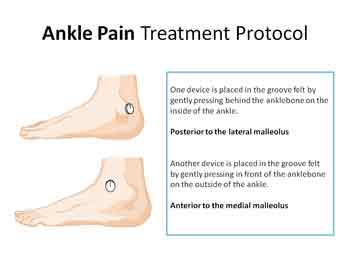 Ankle Pain Treatment Protocol
One device is placed in the groove felt by
gently pressing behind the anklebone on the
inside of the ankle.
Posterior to the lateral malleolus
Another device is placed in the groove felt
by gently pressing in front of the anklebone
on the outside of the ankle.
Anterior to the medial malleolus